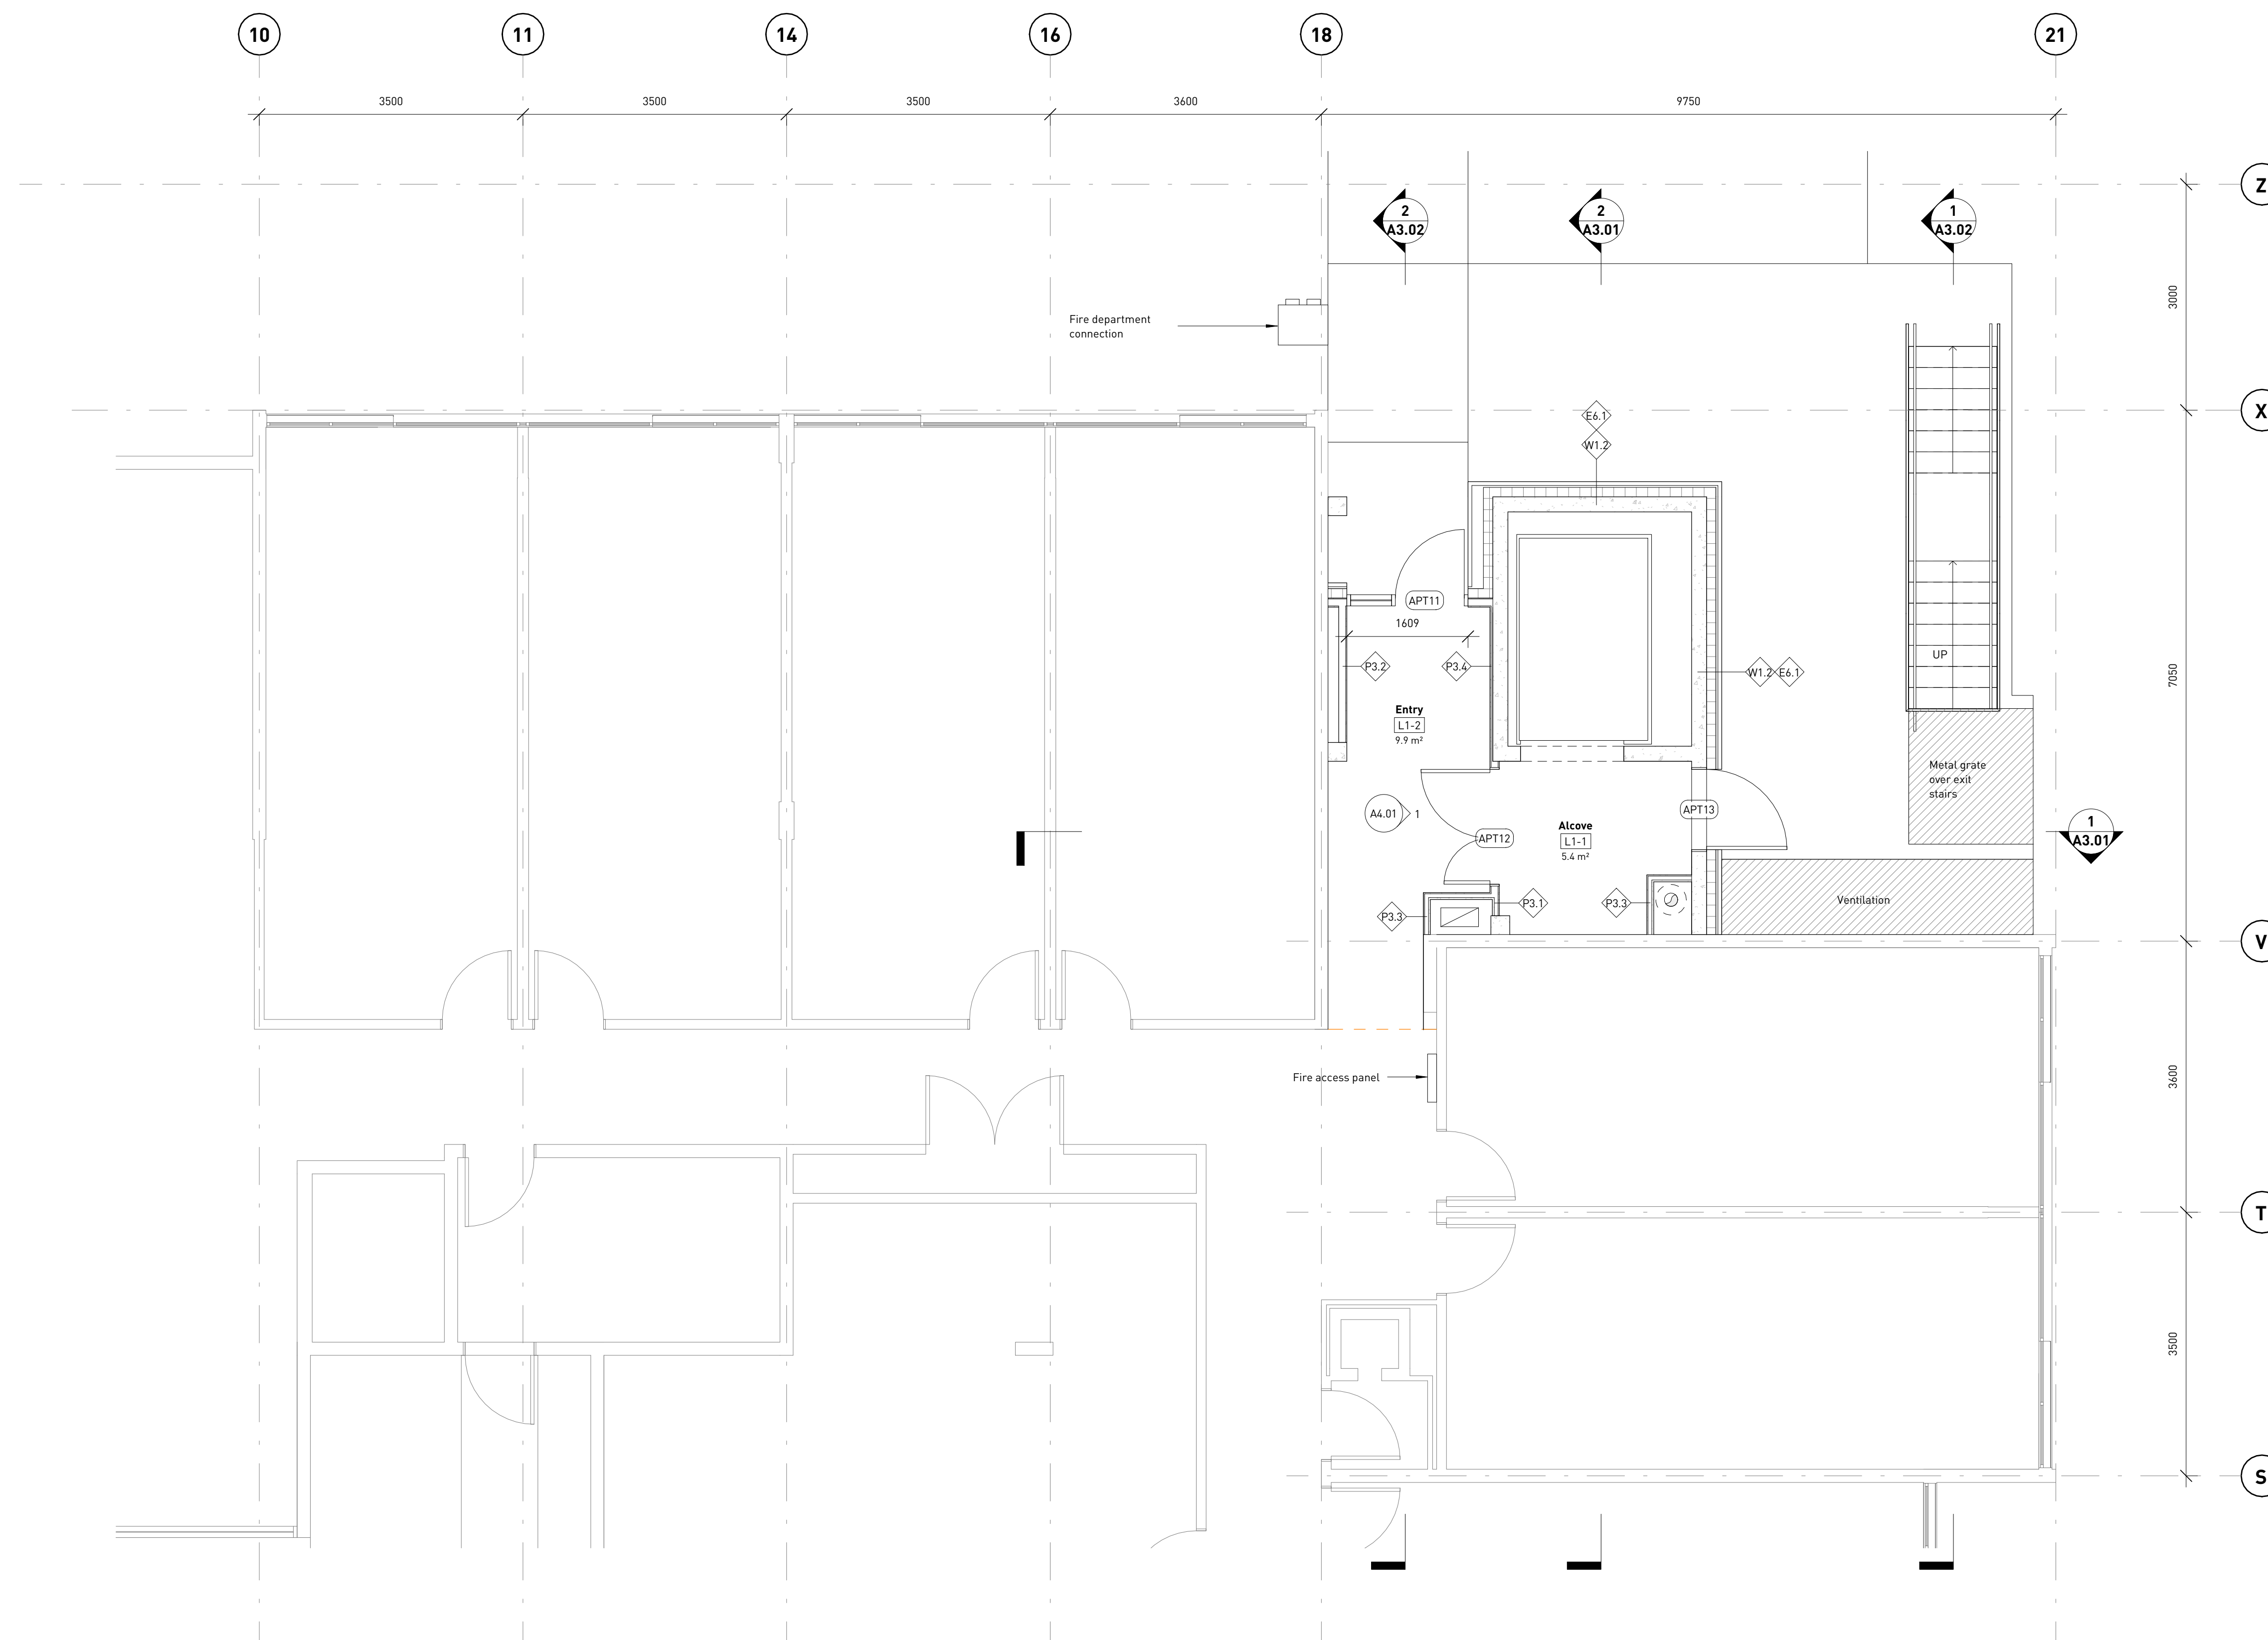 10
11
14
16
18
21
3500
3500
3500
3600
9750
Z
2
A3.02
2
A3.01
1
A3.02
3000
Fire department
connection
X
E6.1
W1.2
APT11
1609
UP
P3.2
P3.4
W1.2
E6.1
7050
Entry
L1-2
9.9 m²
Metal grate
over exit
stairs
A4.01
1
APT13
APT12
Alcove
L1-1
5.4 m²
1
A3.01
P3.3
P3.1
P3.3
Ventilation
V
Fire access panel
3600
T
3500
S